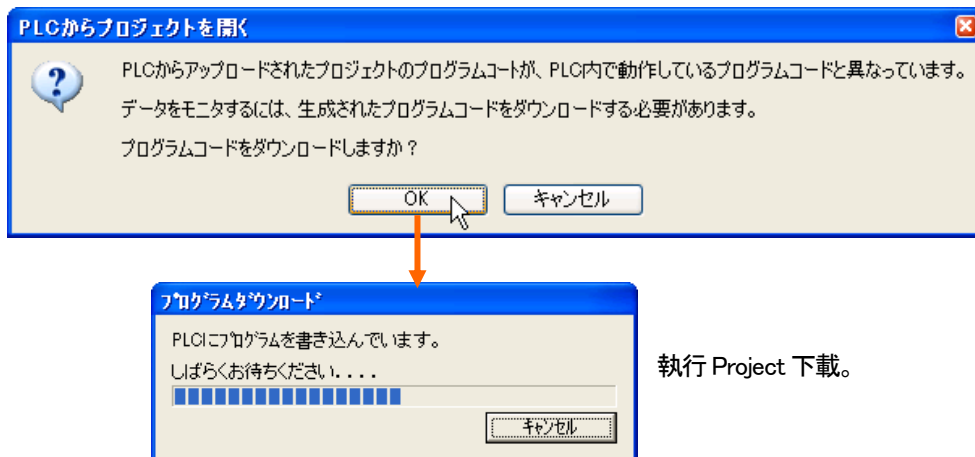 PLCからプロジェクトを開く
PLCからアップロードされたプロジェクトのプログラムコートが、PLC内で動作しているプログラムコードと異なっています。
データをモニタするには、生成されたプログラムコードをダウンロードする必要があります。
プログラムコードをダウンロードしますか？
OK
キャンセル
プログラムダウンロード
PLCにプログラムを書き込んでいます。
しばらくお待ちください．．．．
キャンセル
執行 Project 下載。